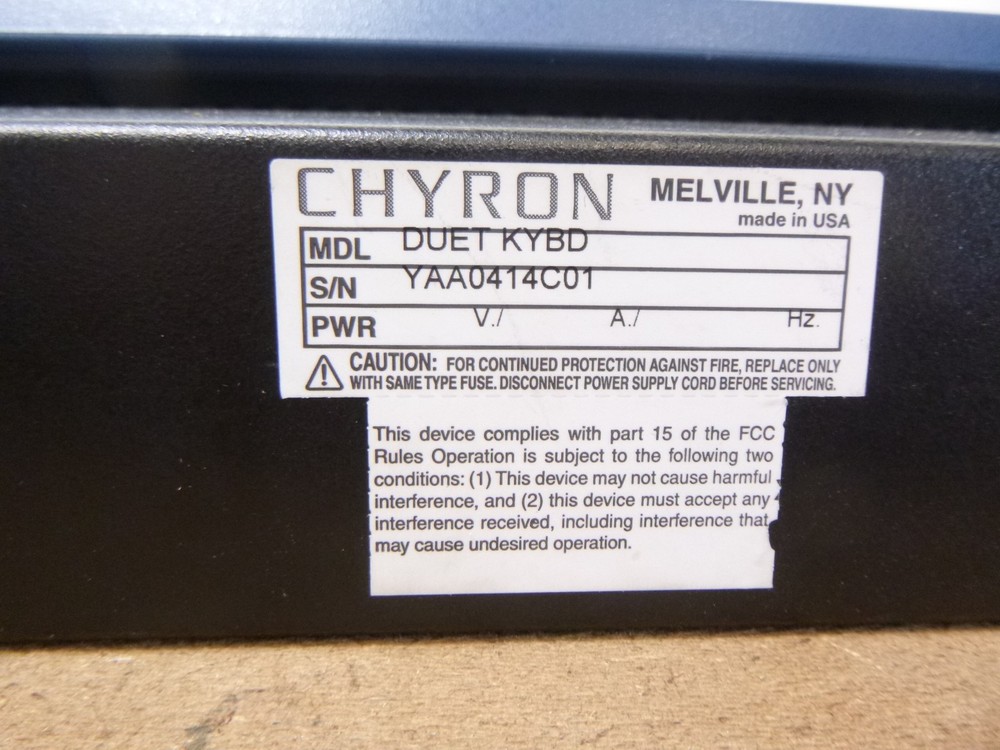 CHYRON MELVILLE, NY
made in USA
MDL DUET KYBD
S/N YAA0414C01
PWR V./ A./ Hz.
CAUTION: FOR CONTINUED PROTECTION AGAINST FIRE, REPLACE ONLY
WITH SAME TYPE FUSE. DISCONNECT POWER SUPPLY CORD BEFORE SERVICING.
This device complies with part 15 of the FCC
Rules Operation is subject to the following two
conditions: (1) This device may not cause harmful
interference, and (2) this device must accept any
interference received, including interference that
may cause undesired operation.